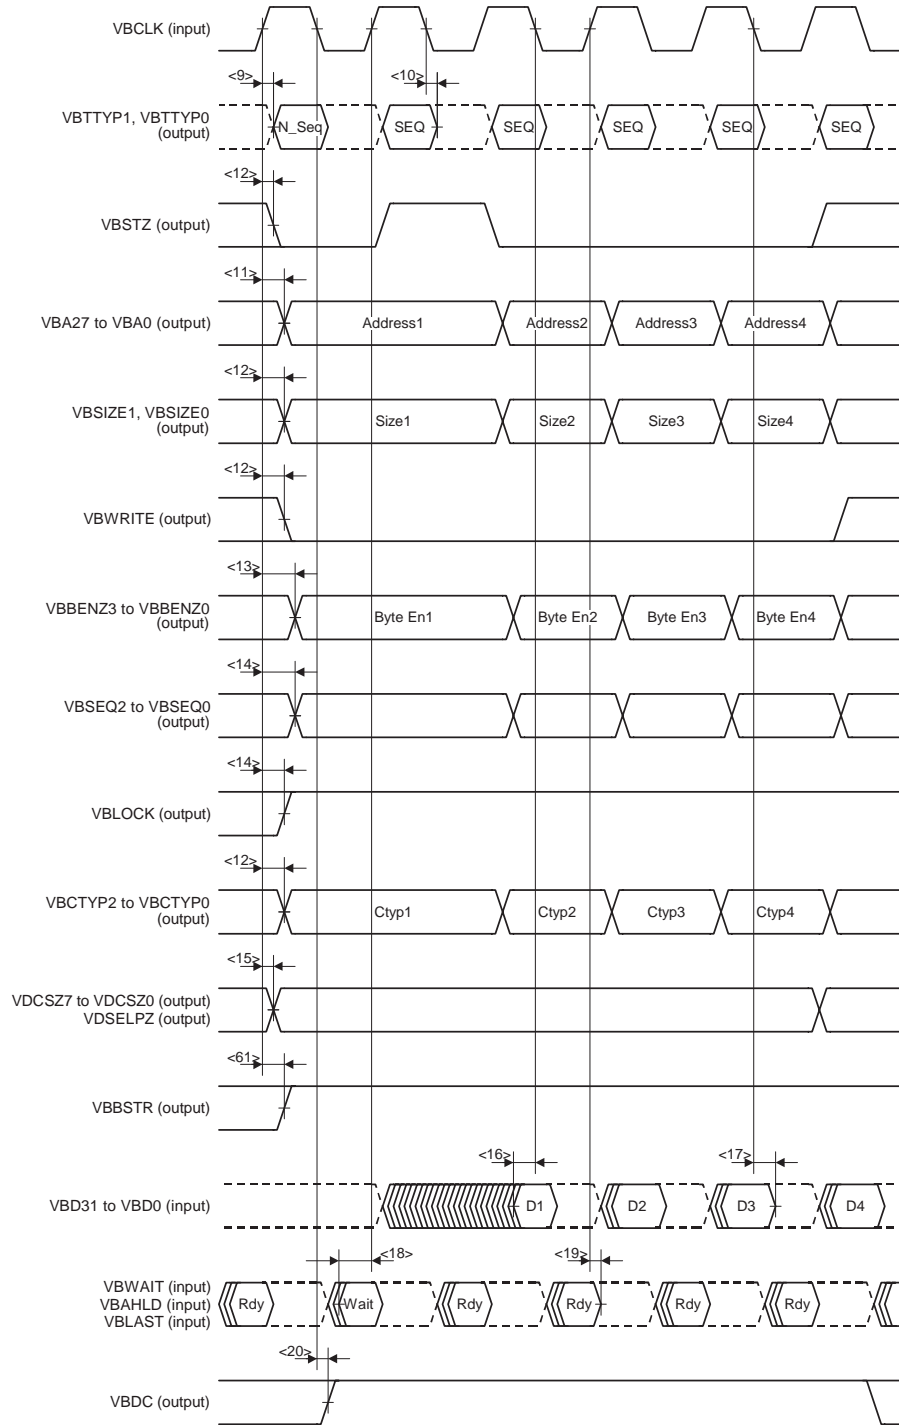 VBCLK (input)
<9>
<10>
VBTTYP1, VBTTYP0
(output)
N_Seq
SEQ
SEQ
SEQ
SEQ
SEQ
<12>
VBSTZ (output)
<11>
VBA27 to VBA0 (output)
Address1
Address2
Address3
Address4
<12>
VBSIZE1, VBSIZE0
(output)
Size1
Size2
Size3
Size4
<12>
VBWRITE (output)
<13>
VBBENZ3 to VBBENZ0
(output)
Byte En1
Byte En2
Byte En3
Byte En4
<14>
VBSEQ2 to VBSEQ0
(output)
<14>
VBLOCK (output)
<12>
VBCTYP2 to VBCTYP0
(output)
Ctyp1
Ctyp2
Ctyp3
Ctyp4
<15>
VDCSZ7 to VDCSZ0 (output)
VDSELPZ (output)
<61>
VBBSTR (output)
<16>
<17>
VBD31 to VBD0 (input)
D1
D2
D3
D4
<18>
<19>
VBWAIT (input)
VBAHLD (input)
VBLAST (input)
Rdy
Wait
Rdy
Rdy
Rdy
Rdy
<20>
VBDC (output)